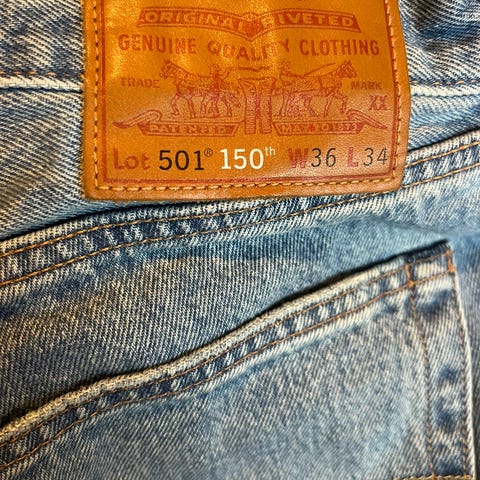 ORIGINAL RIVETED
GENUINE QUALITY CLOTHING
TRADE MARK
XX
PATENTED MAY 20 1873
Lot 501® 150th W36 L34